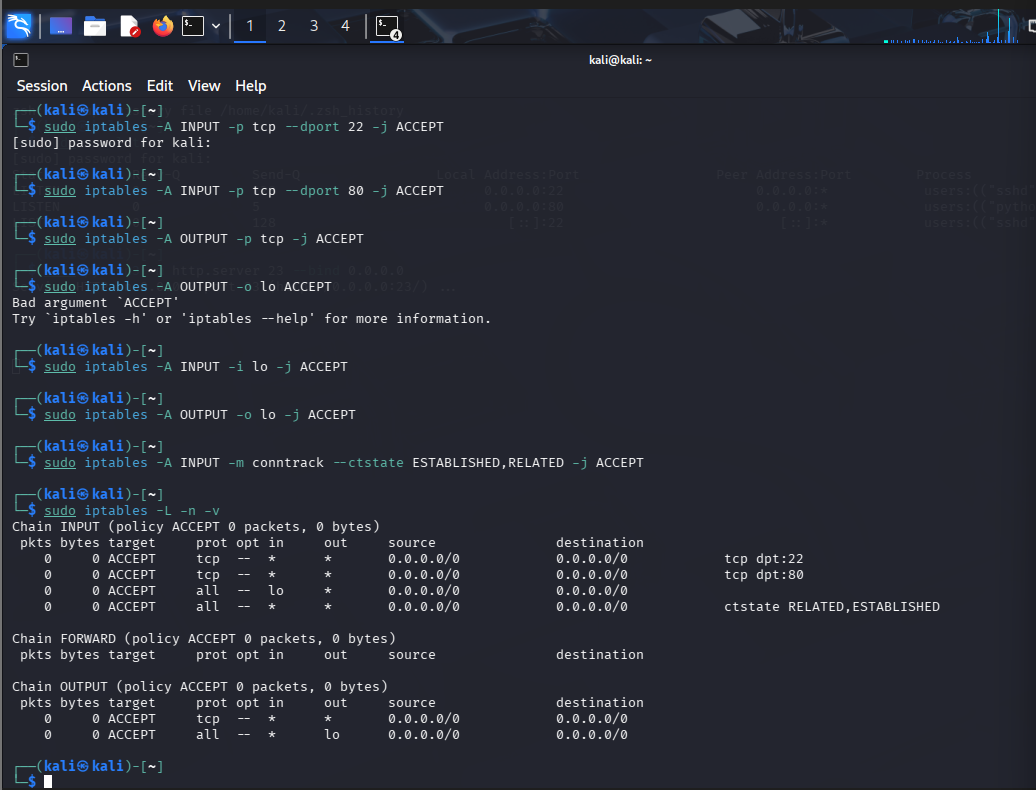 1 2 3 4
4
kali@kali: ~
Session Actions Edit View Help
┌──(kali㉿kali)-[~]
└─$ sudo iptables -A INPUT -p tcp --dport 22 -j ACCEPT
[sudo] password for kali:
┌──(kali㉿kali)-[~]
└─$ sudo iptables -A INPUT -p tcp --dport 80 -j ACCEPT
┌──(kali㉿kali)-[~]
└─$ sudo iptables -A OUTPUT -p tcp -j ACCEPT
┌──(kali㉿kali)-[~]
└─$ sudo iptables -A OUTPUT -o lo ACCEPT
Bad argument `ACCEPT'
Try `iptables -h' or 'iptables --help' for more information.
┌──(kali㉿kali)-[~]
└─$ sudo iptables -A INPUT -i lo -j ACCEPT
┌──(kali㉿kali)-[~]
└─$ sudo iptables -A OUTPUT -o lo -j ACCEPT
┌──(kali㉿kali)-[~]
└─$ sudo iptables -A INPUT -m conntrack --ctstate ESTABLISHED,RELATED -j ACCEPT
┌──(kali㉿kali)-[~]
└─$ sudo iptables -L -n -v
Chain INPUT (policy ACCEPT 0 packets, 0 bytes)
pkts bytes target prot opt in out source destination
0 0 ACCEPT tcp -- * * 0.0.0.0/0 0.0.0.0/0 tcp dpt:22
0 0 ACCEPT tcp -- * * 0.0.0.0/0 0.0.0.0/0 tcp dpt:80
0 0 ACCEPT all -- lo * 0.0.0.0/0 0.0.0.0/0
0 0 ACCEPT all -- * * 0.0.0.0/0 0.0.0.0/0 ctstate RELATED,ESTABLISHED
Chain FORWARD (policy ACCEPT 0 packets, 0 bytes)
pkts bytes target prot opt in out source destination
Chain OUTPUT (policy ACCEPT 0 packets, 0 bytes)
pkts bytes target prot opt in out source destination
0 0 ACCEPT tcp -- * * 0.0.0.0/0 0.0.0.0/0
0 0 ACCEPT all -- * lo 0.0.0.0/0 0.0.0.0/0
┌──(kali㉿kali)-[~]
└─$